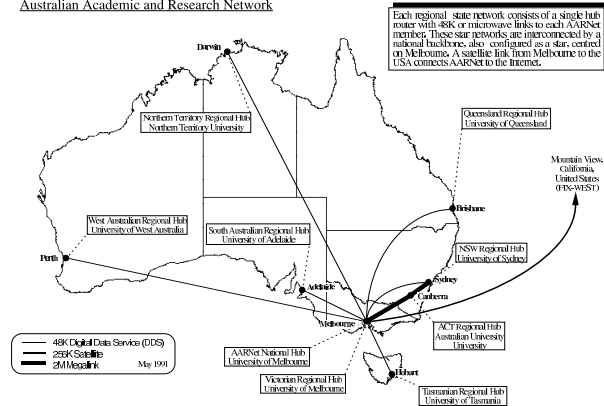 Australian Academic and Research Network
Each regional state network consists of a single hub
router with 48K or microwave links to each AARNet
member. These star networks are interconnected by a
national backbone, also configured as a star, centred
on Melbourne. A satellite link from Melbourne to the
USA connects AARNet to the Internet.
Darwin
Northern Territory Regional Hub
Northern Territory University
Queensland Regional Hub
University of Queensland
Mountain View,
California,
United States
(FIX-WEST)
Brisbane
West Australian Regional Hub
University of West Australia
South Australian Regional Hub
University of Adelaide
NSW Regional Hub
University of Sydney
Perth
Adelaide
Sydney
Canberra
Melbourne
ACT Regional Hub
Australian University
University
48K Digital Data Service (DDS)
256K Satellite
2M Megalink
May 1991
AARNet National Hub
University of Melbourne
Victorian Regional Hub
University of Melbourne
Hobart
Tasmanian Regional Hub
University of Tasmania